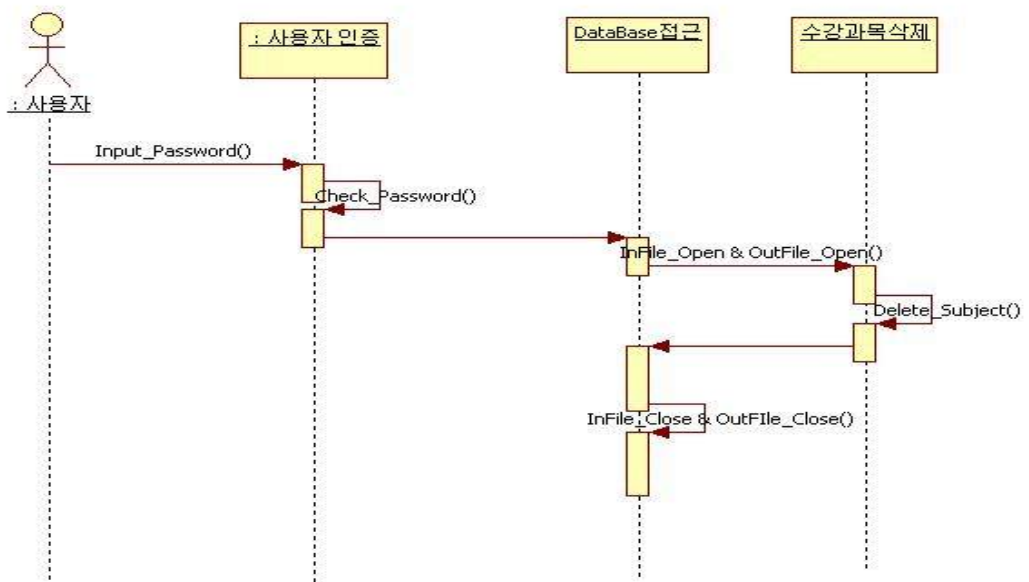 : 사용자 인증
DataBase접근
수강과목삭제
: 사용자
Input_Password()
Check_Password()
InFile_Open & OutFile_Open()
Delete_Subject()
InFile_Close & OutFIle_Close()